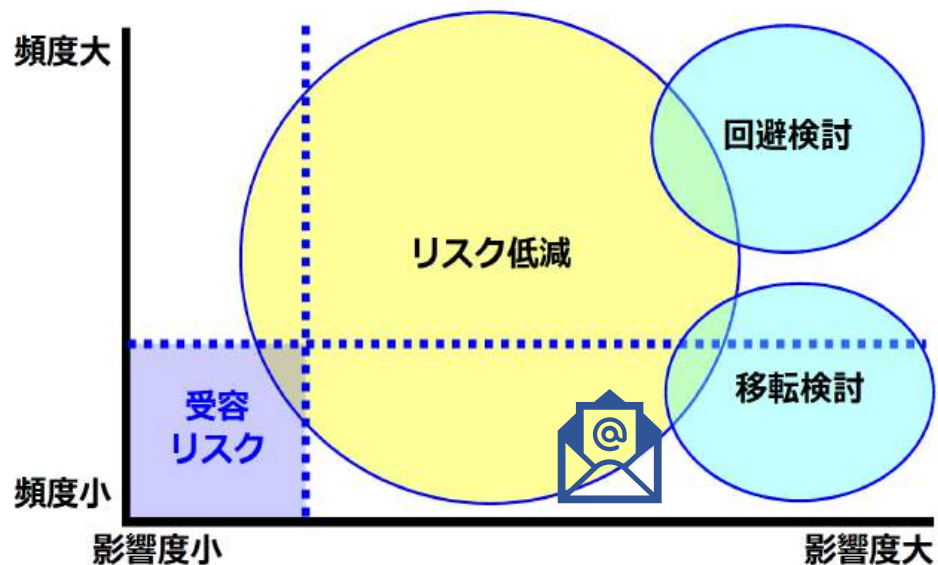 頻度大
回避検討
リスク低減
移転検討
受容
リスク
@
頻度小
影響度小
影響度大